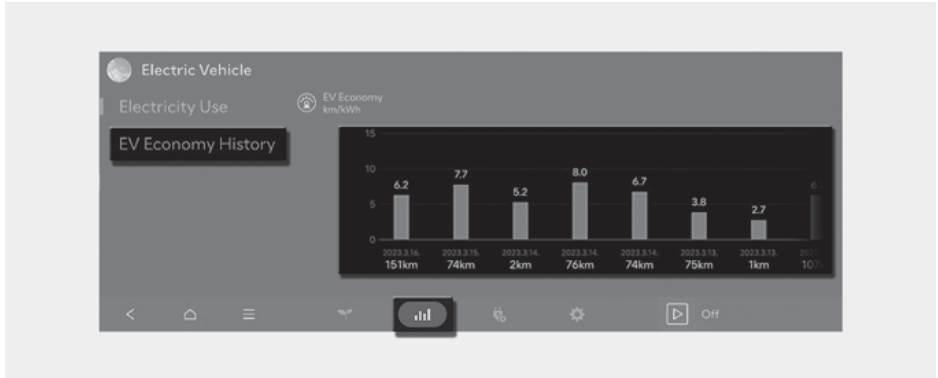 Electric Vehicle
Electricity Use
EV Economy
km/kWh
EV Economy History
15
10
5
0
6.2 7.7 5.2 8.0 6.7 3.8 2.7 6.
2023.3.16. 2023.3.15. 2023.3.14. 2023.3.14. 2023.3.14. 2023.3.13. 2023.3.13.
151km 74km 2km 76km 74km 75km 1km
Off